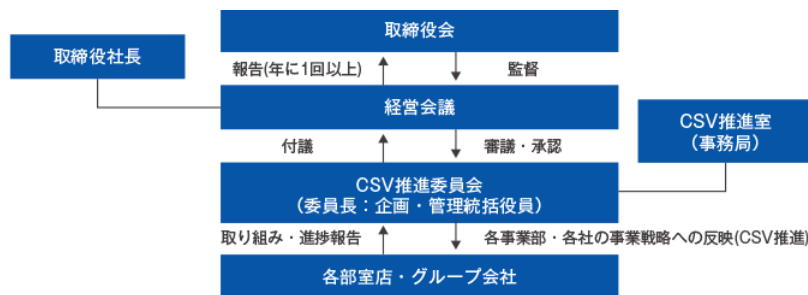 取締役会
取締役社長
報告(年に1回以上)
監督
経営会議
CSV推進室
(事務局)
付議
審議・承認
CSV推進委員会
(委員長:企画・管理統括役員)
取り組み・進捗報告
各事業部・各社の事業戦略への反映(CSV推進)
各部室店・グループ会社